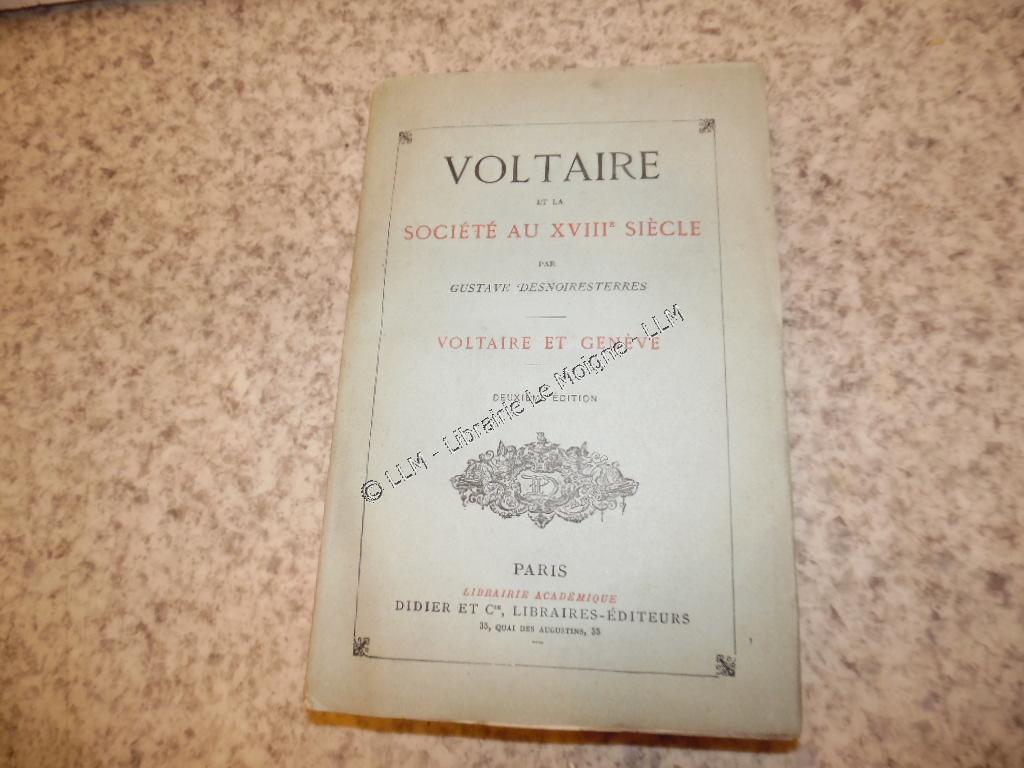 VOLTAIRE
ET LA
SOCIÉTÉ AU XVIIIE SIÈCLE
PAR
GUSTAVE DESNOIRESTERRES
VOLTAIRE ET GENÈVE
DEUXIÈME ÉDITION
© LLM - Librairie Le Moigne - LLM
D
PARIS
LIBRAIRIE ACADÉMIQUE
DIDIER ET Cie, LIBRAIRES-ÉDITEURS
35, QUAI DES AUGUSTINS, 35